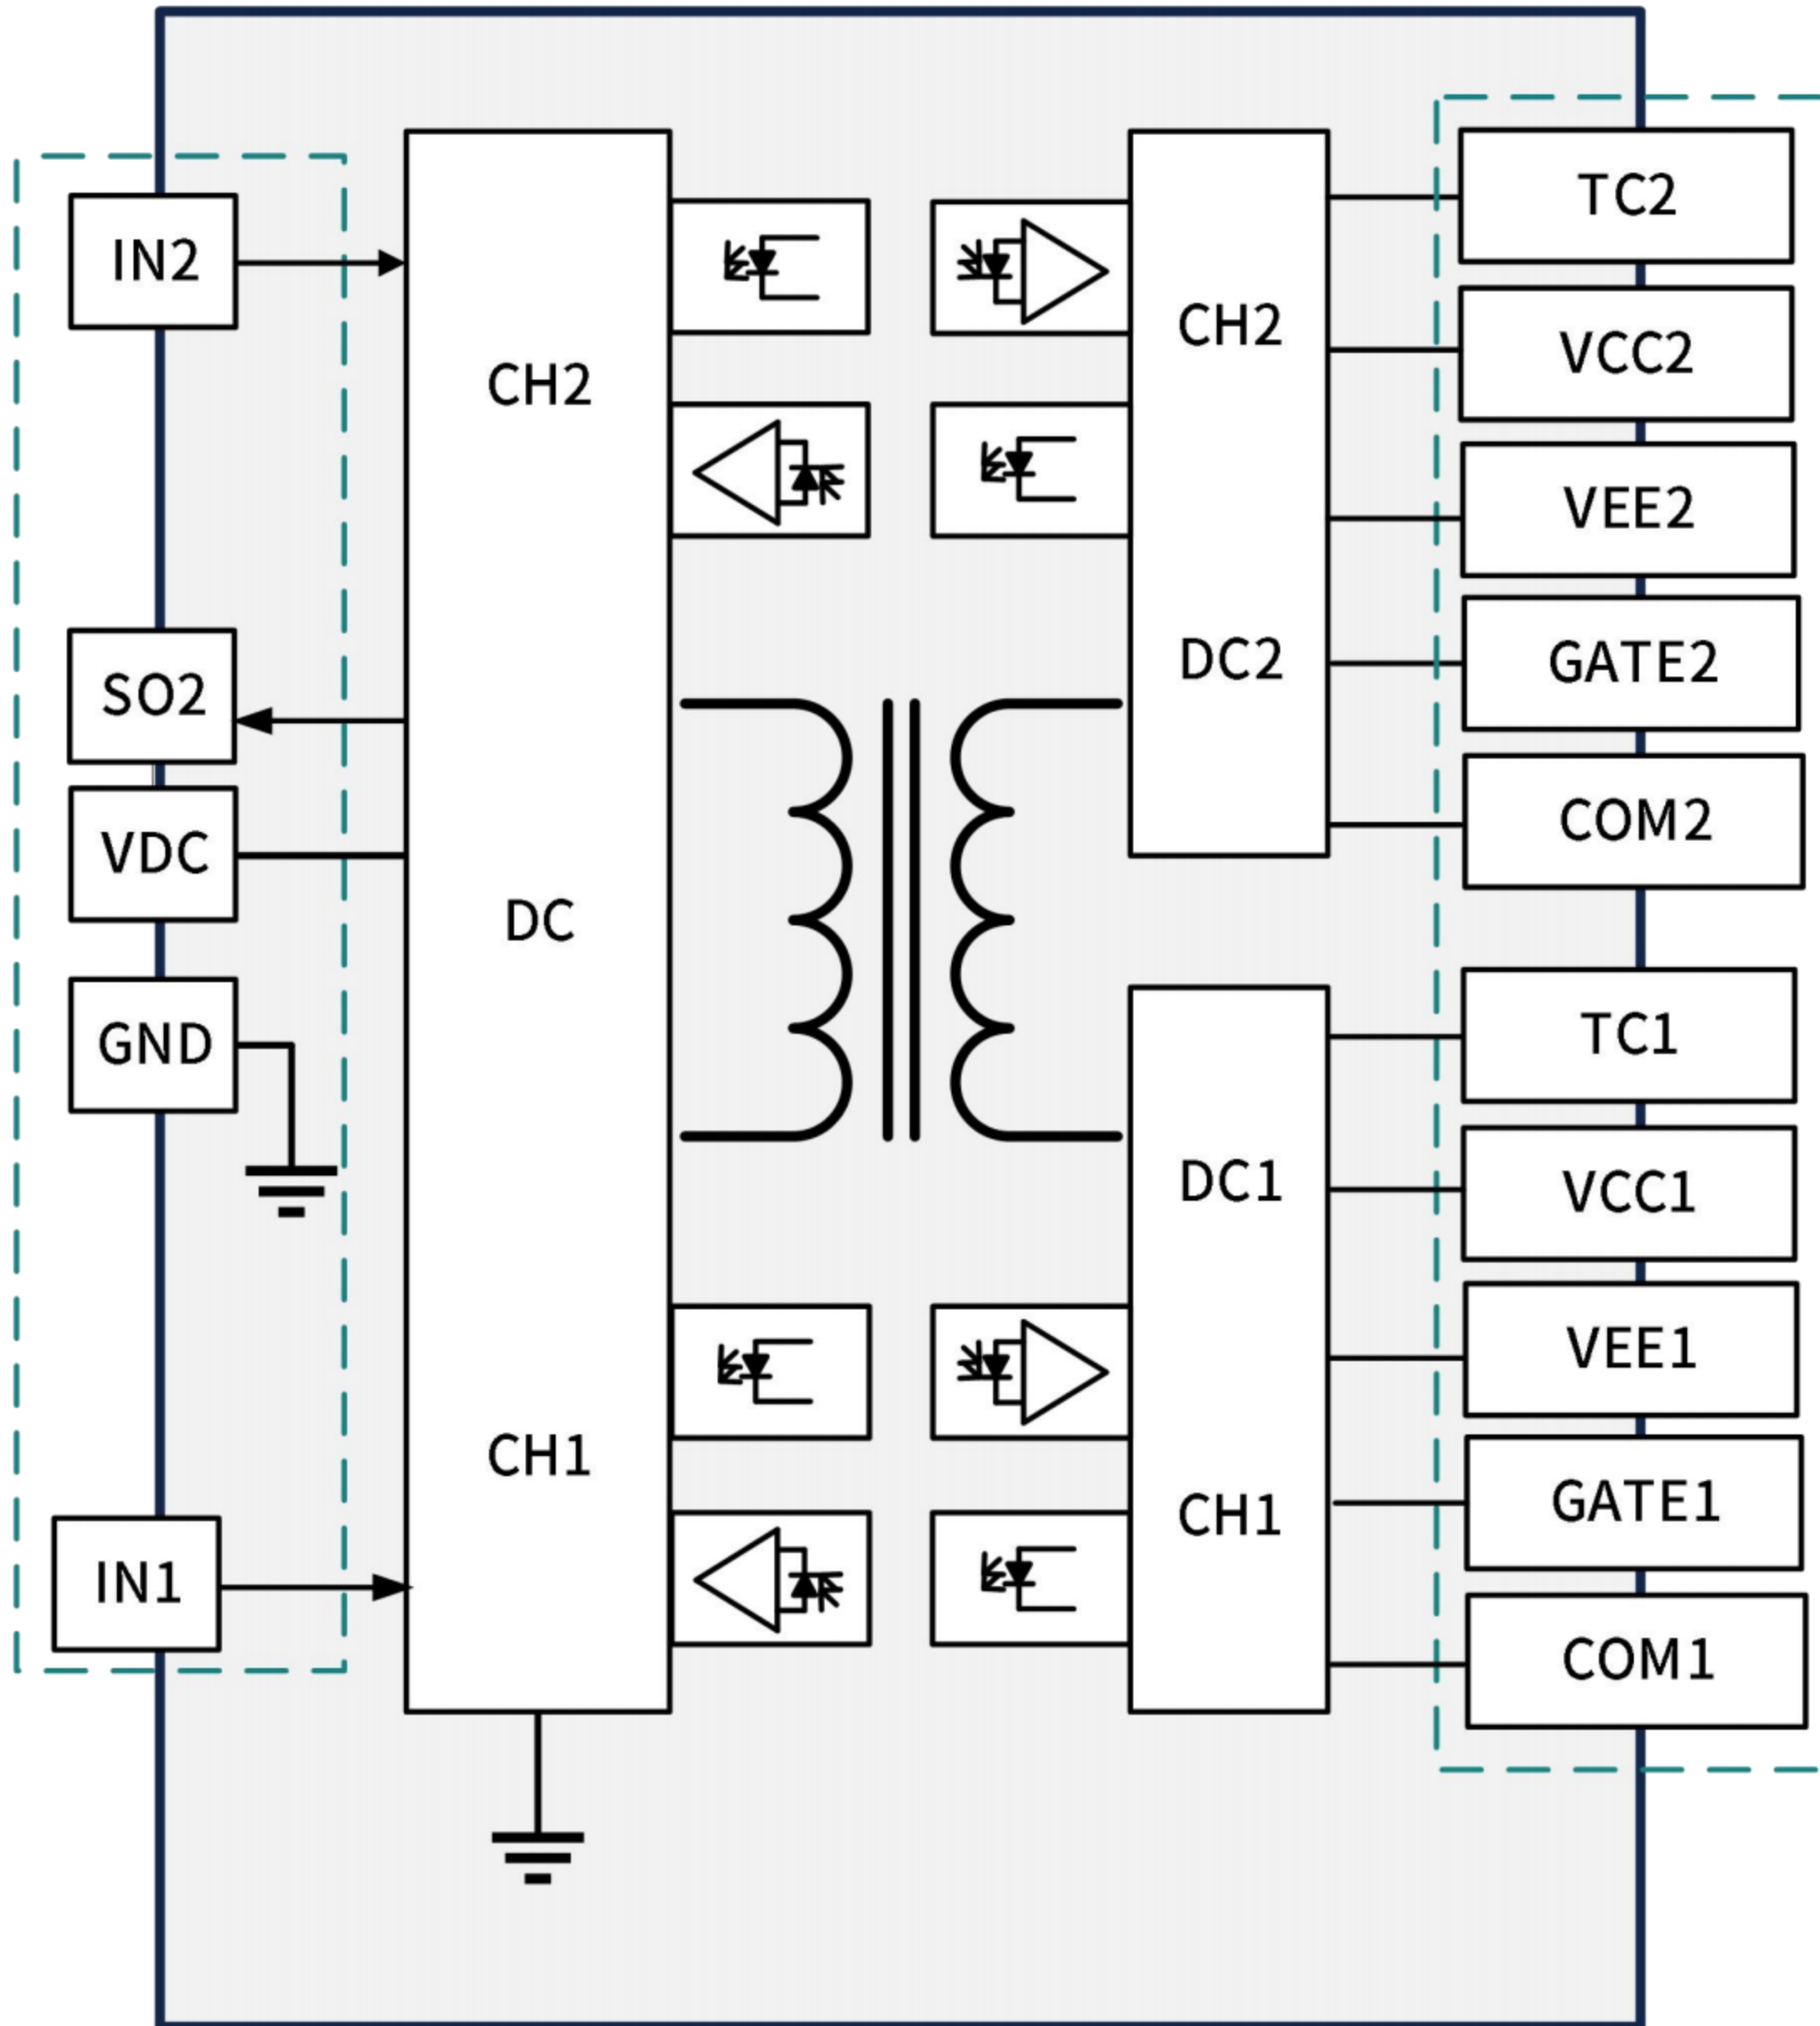 IN2
SO2
VDC
GND
IN1
CH2
DC
CH1
CH2
DC2
DC1
CH1
TC2
VCC2
VEE2
GATE2
COM2
TC1
VCC1
VEE1
GATE1
COM1